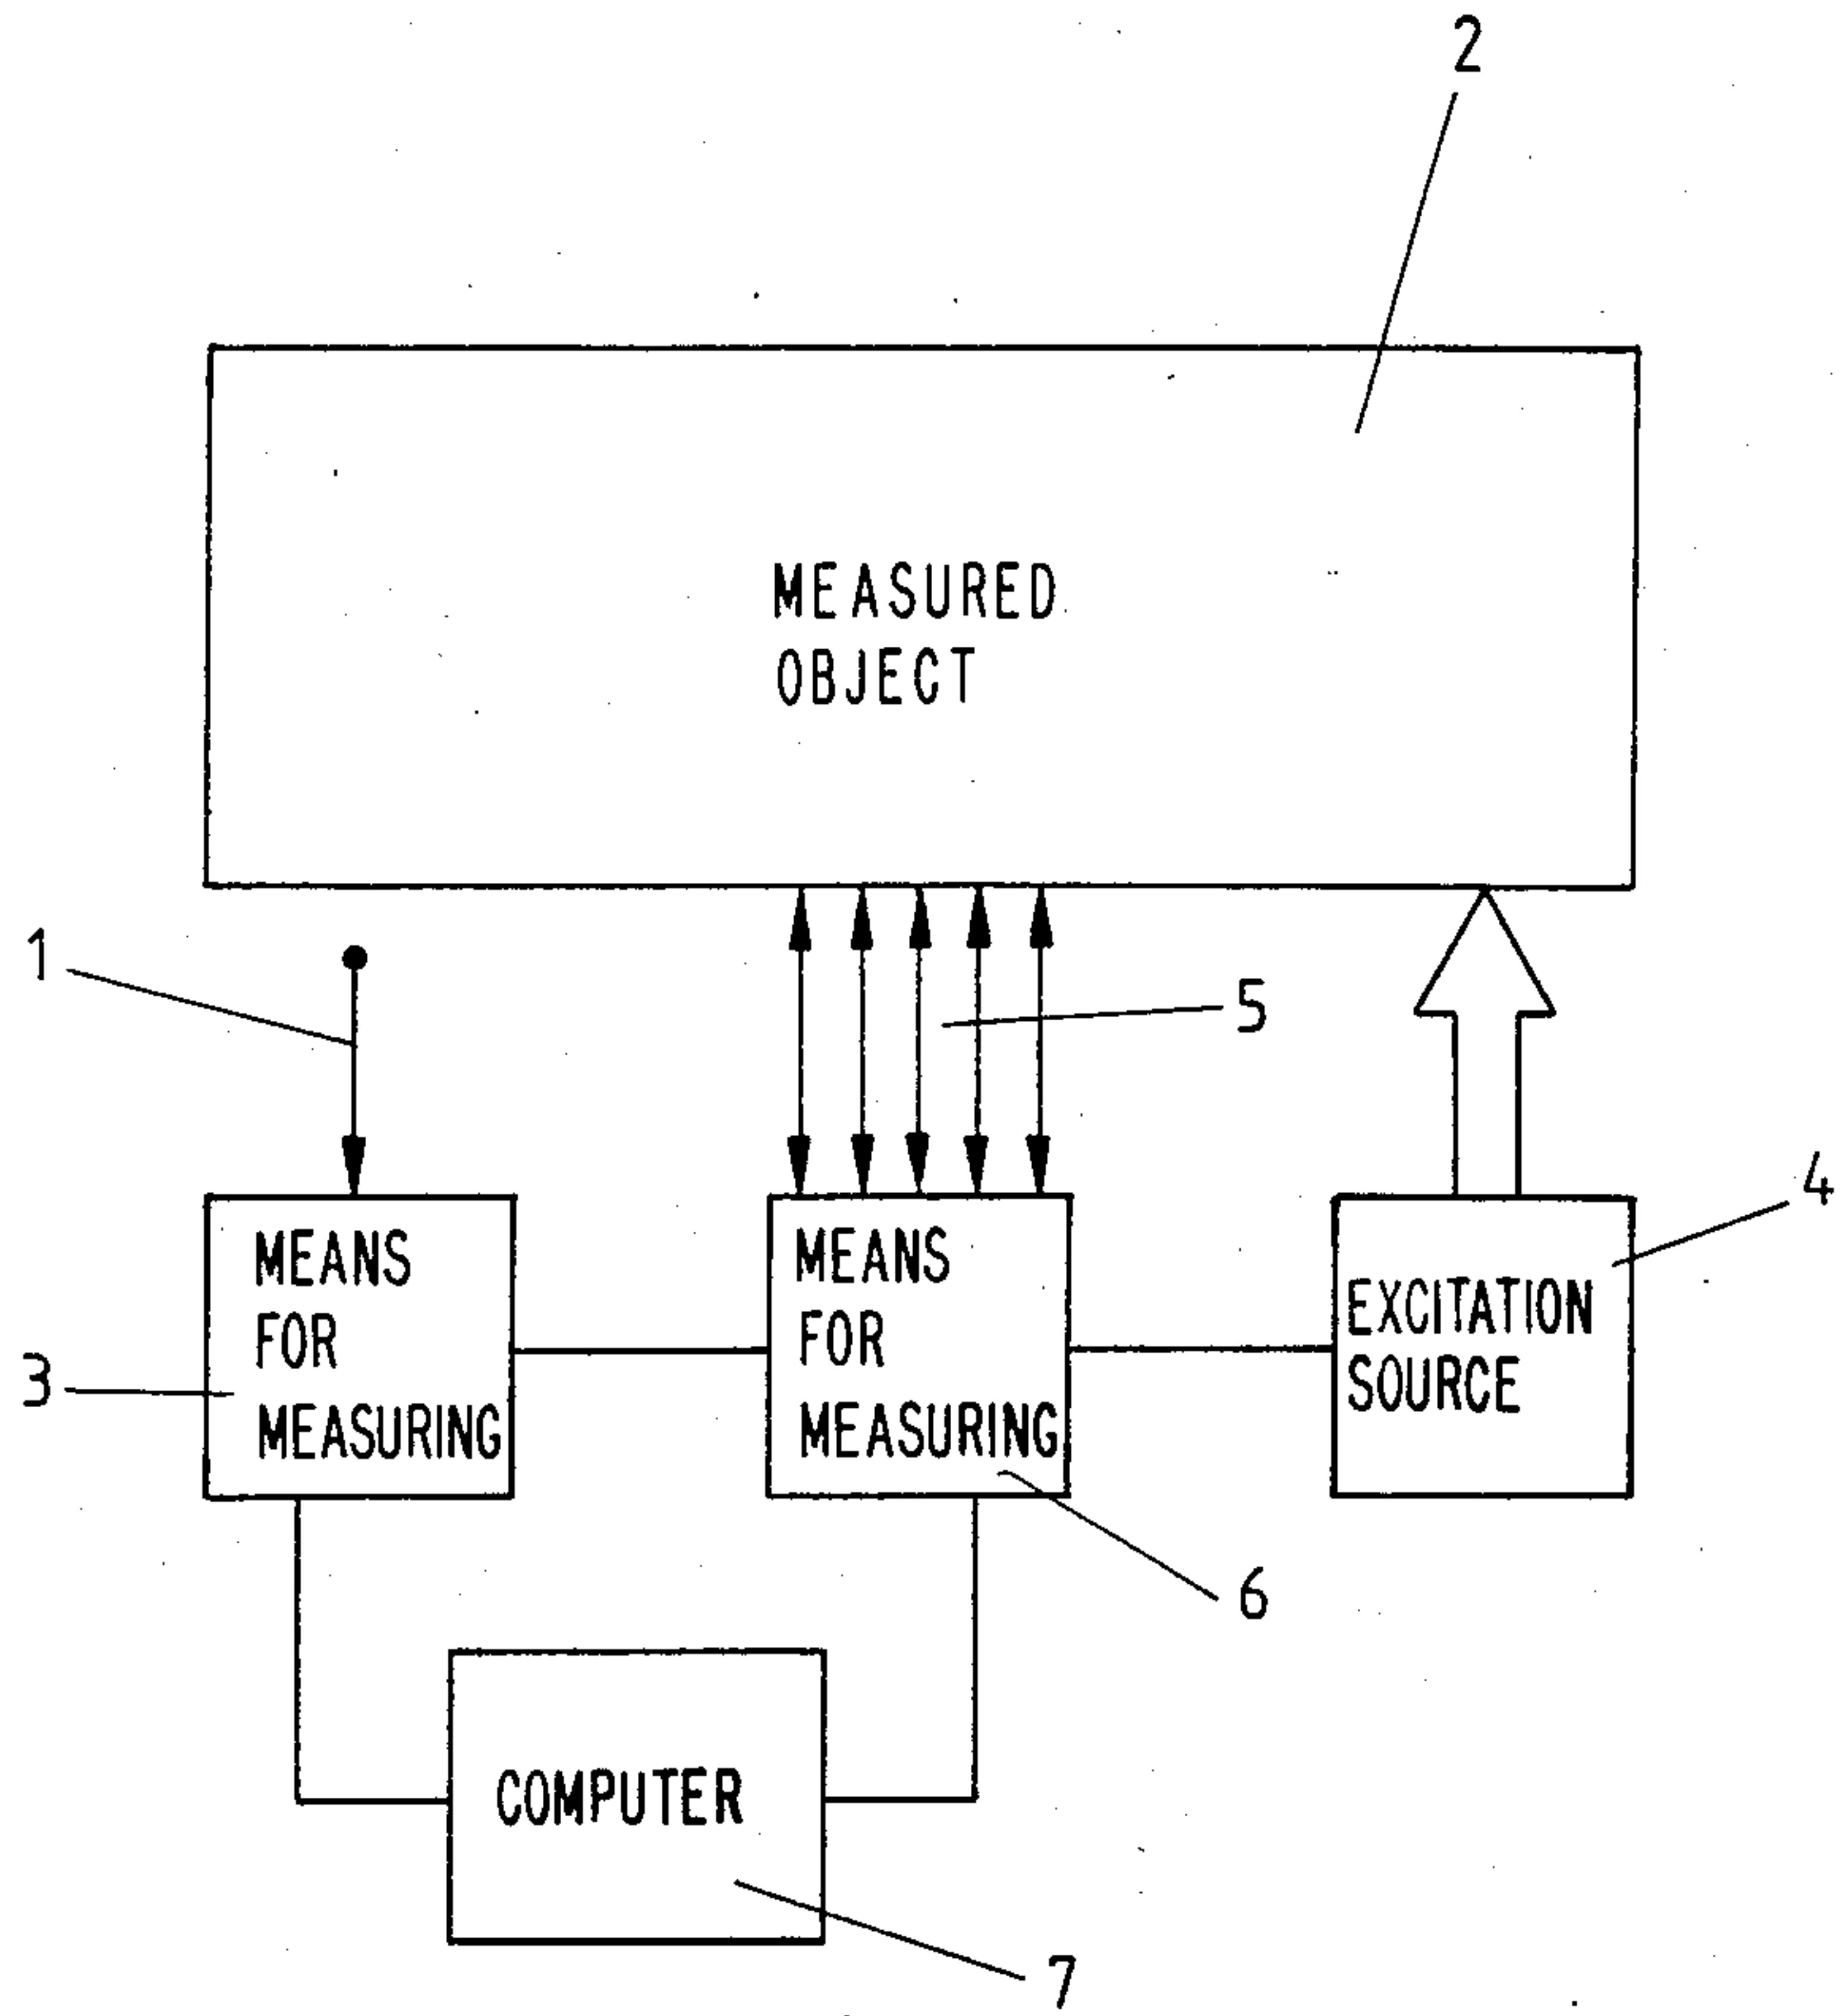 2
MEASURED
OBJECT
1
5
4
MEANS
FOR
MEASURING
MEANS
FOR
MEASURING
EXCITATION
SOURCE
3
6
COMPUTER
7